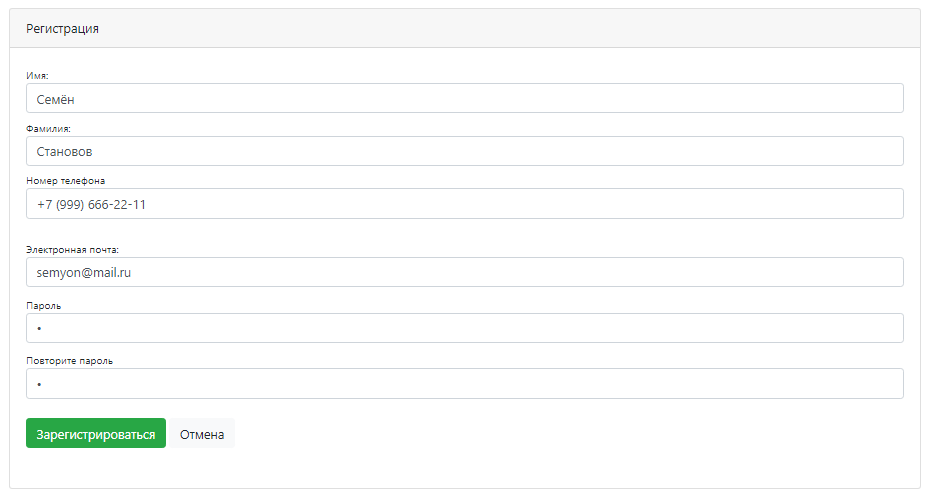 Регистрация
Имя:
Семён
Фамилия:
Становов
Номер телефона
+7 (999) 666-22-11
Электронная почта:
semyon@mail.ru
Пароль
•
Повторите пароль
•
Зарегистрироваться Отмена